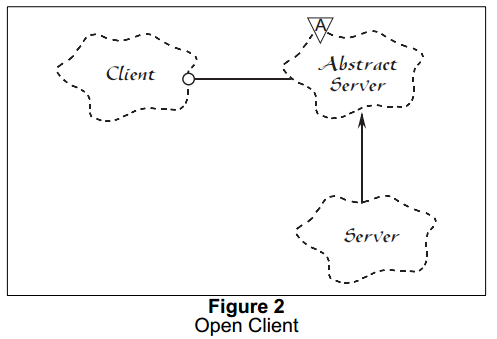 A
Client
Abstract
Server
Server
Figure 2
Open Client